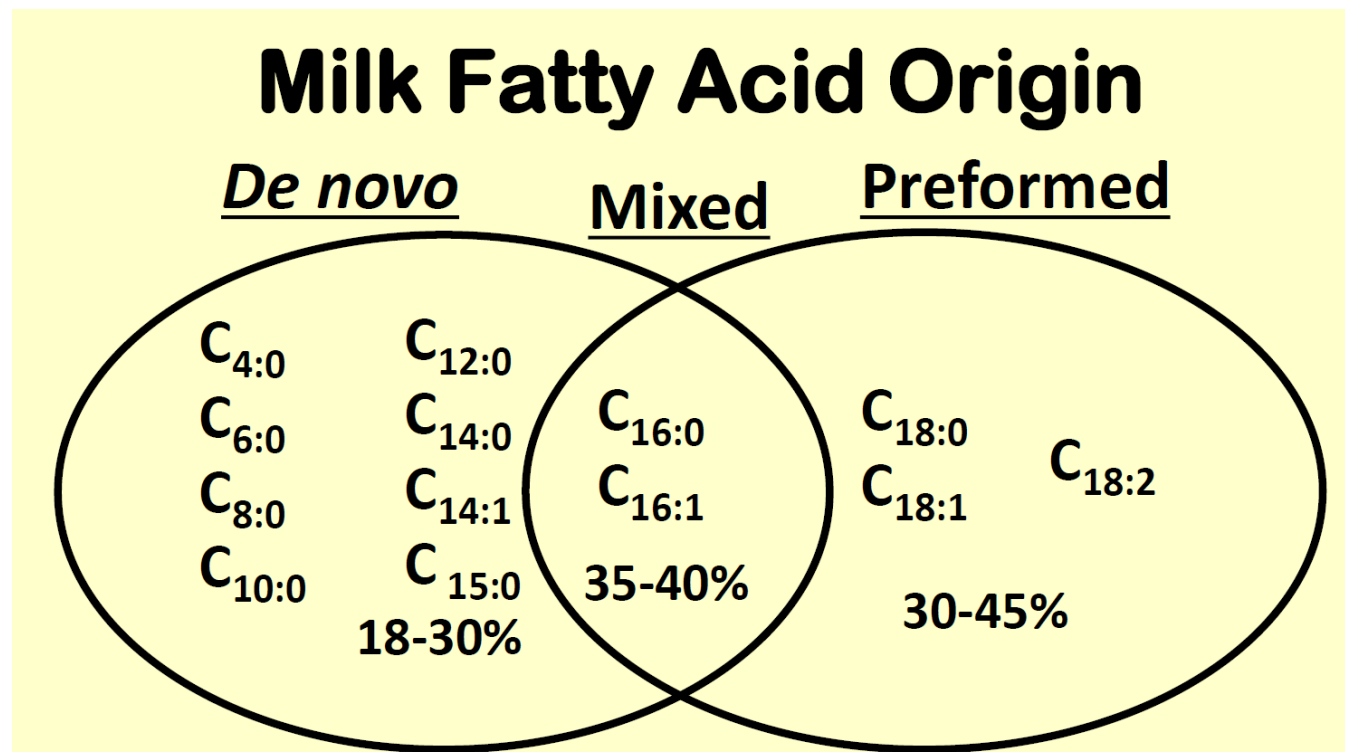 Milk Fatty Acid Origin
De novo
Mixed
Preformed
C4:0
C12:0
C6:0
C14:0
C8:0
C14:1
C10:0
C 15:0
18-30%
C16:0
C16:1
35-40%
C18:0
C18:1
C18:2
30-45%